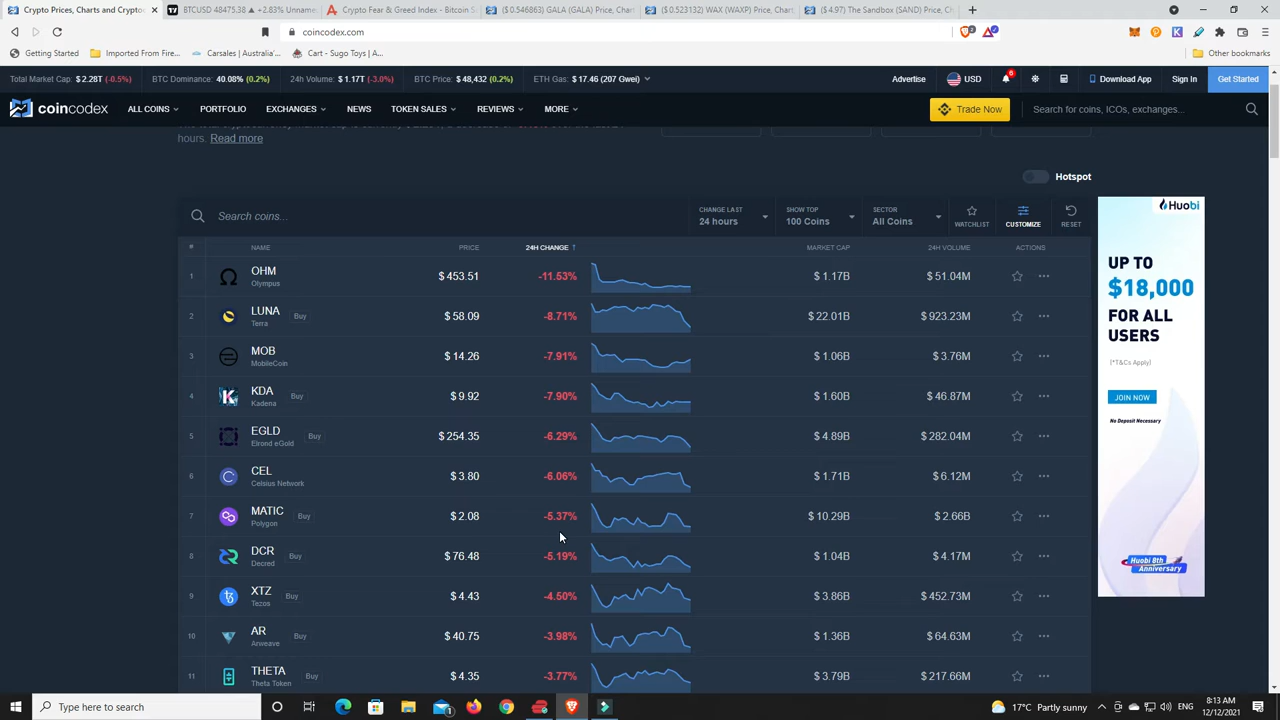 Crypto Prices, Charts and Cryptoc
BTCUSD 48475.38 ▲ +2.83% Unname
Crypto Fear & Greed Index - Bitcoin S
($0.546863) GALA (GALA) Price, Chart
($0.523132) WAX (WAXP) Price, Charts
($4.97) The Sandbox (SAND) Price, C
coincodex.com
Getting Started
Imported From Fire...
Carsales (Australia)...
Cart - Sugo Toys | A...
Other bookmarks
Total Market Cap: $ 2.28T (-0.5%)
BTC Dominance: 40.08% (0.2%)
24h Volume: $ 1.17T (-3.0%)
BTC Price: $ 48,432 (0.2%)
ETH Gas: $ 17.46 (207 Gwei)
Advertise
USD
6
Download App
Sign In
Get Started
coincodex
ALL COINS
PORTFOLIO
EXCHANGES
NEWS
TOKEN SALES
REVIEWS
MORE
Trade Now
Search for coins, ICOs, exchanges...
hours. Read more
Hotspot
Search coins...
CHANGE LAST
24 hours
SHOW TOP
100 Coins
SECTOR
All Coins
WATCHLIST
CUSTOMIZE
RESET
# NAME PRICE 24H CHANGE ↑ MARKET CAP 24H VOLUME ACTIONS
1 OHM $ 453.51 -11.53% $ 1.17B $ 51.04M
Olympus
2 LUNA Buy $ 58.09 -8.71% $ 22.01B $ 923.23M
Terra
3 MOB $ 14.26 -7.91% $ 1.06B $ 3.76M
MobileCoin
4 KDA Buy $ 9.92 -7.90% $ 1.60B $ 46.87M
Kadena
5 EGLD Buy $ 254.35 -6.29% $ 4.89B $ 282.04M
Elrond eGold
6 CEL $ 3.80 -6.06% $ 1.71B $ 6.12M
Celsius Network
7 MATIC Buy $ 2.08 -5.37% $ 10.29B $ 2.66B
Polygon
8 DCR Buy $ 76.48 -5.19% $ 1.04B $ 4.17M
Decred
9 XTZ Buy $ 4.43 -4.50% $ 3.86B $ 452.73M
Tezos
10 AR Buy $ 40.75 -3.98% $ 1.36B $ 64.63M
Arweave
11 THETA Buy $ 4.35 -3.77% $ 3.79B $ 217.66M
Theta Token
Huobi
UP TO
$18,000
FOR ALL
USERS
(*T&Cs Apply)
JOIN NOW
No Deposit Necessary
Huobi 8th
Anniversary
Type here to search
17°C Partly sunny
ENG
8:13 AM
12/12/2021